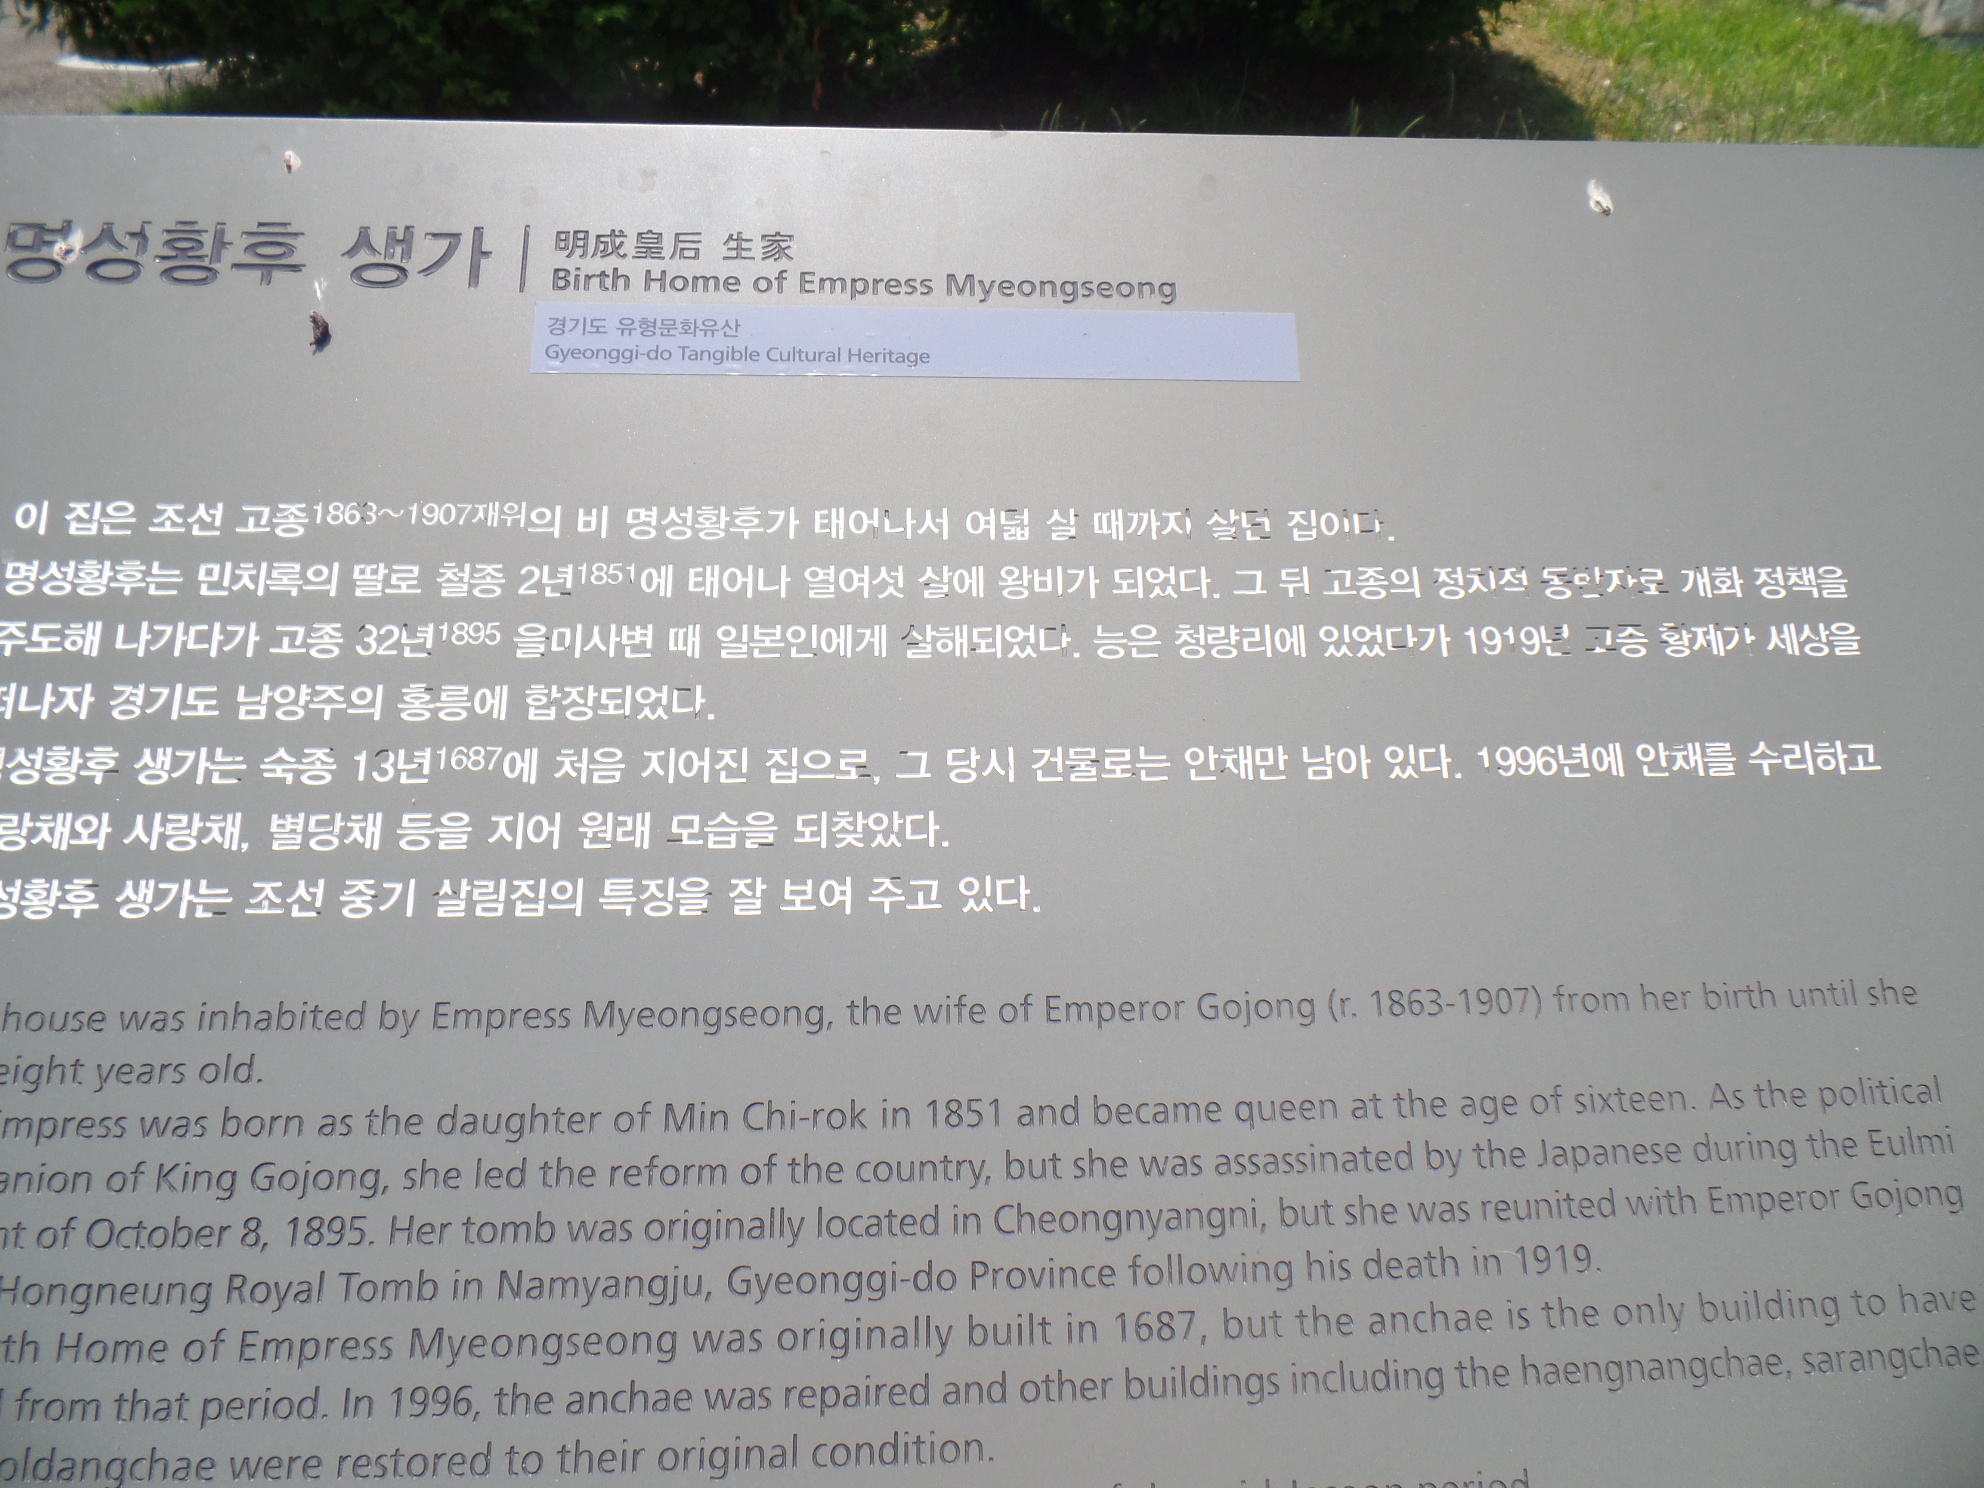 명성황후 생가
明成皇后 生家
Birth Home of Empress Myeongseong
경기도 유형문화유산
Gyeonggi-do Tangible Cultural Heritage
이 집은 조선 고종1863~1907재위의 비 명성황후가 태어나서 여덟 살 때까지 살던 집이다.
명성황후는 민치록의 딸로 철종 2년1851에 태어나 열여섯 살에 왕비가 되었다. 그 뒤 고종의 정치적 동반자로 개화 정책을
주도해 나가다가 고종 32년1895 을미사변 때 일본인에게 살해되었다. 능은 청량리에 있었다가 1919년 고종 황제가 세상을
떠나자 경기도 남양주의 홍릉에 합장되었다.
명성황후 생가는 숙종 13년1687에 처음 지어진 집으로, 그 당시 건물로는 안채만 남아 있다. 1996년에 안채를 수리하고
랑채와 사랑채, 별당채 등을 지어 원래 모습을 되찾았다.
성황후 생가는 조선 중기 살림집의 특징을 잘 보여 주고 있다.
house was inhabited by Empress Myeongseong, the wife of Emperor Gojong (r. 1863-1907) from her birth until she
eight years old.
mpress was born as the daughter of Min Chi-rok in 1851 and became queen at the age of sixteen. As the political
anion of King Gojong, she led the reform of the country, but she was assassinated by the Japanese during the Eulmi
nt of October 8, 1895. Her tomb was originally located in Cheongnyangni, but she was reunited with Emperor Gojong
Hongneung Royal Tomb in Namyangju, Gyeonggi-do Province following his death in 1919.
th Home of Empress Myeongseong was originally built in 1687, but the anchae is the only building to have
from that period. In 1996, the anchae was repaired and other buildings including the haengnangchae, sarangchae
oldangchae were restored to their original condition.
period